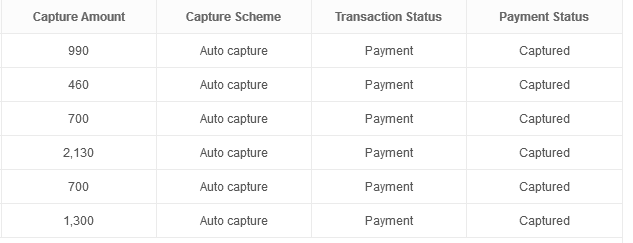 Capture Amount Capture Scheme Transaction Status Payment Status
990 Auto capture Payment Captured
460 Auto capture Payment Captured
700 Auto capture Payment Captured
2,130 Auto capture Payment Captured
700 Auto capture Payment Captured
1,300 Auto capture Payment Captured